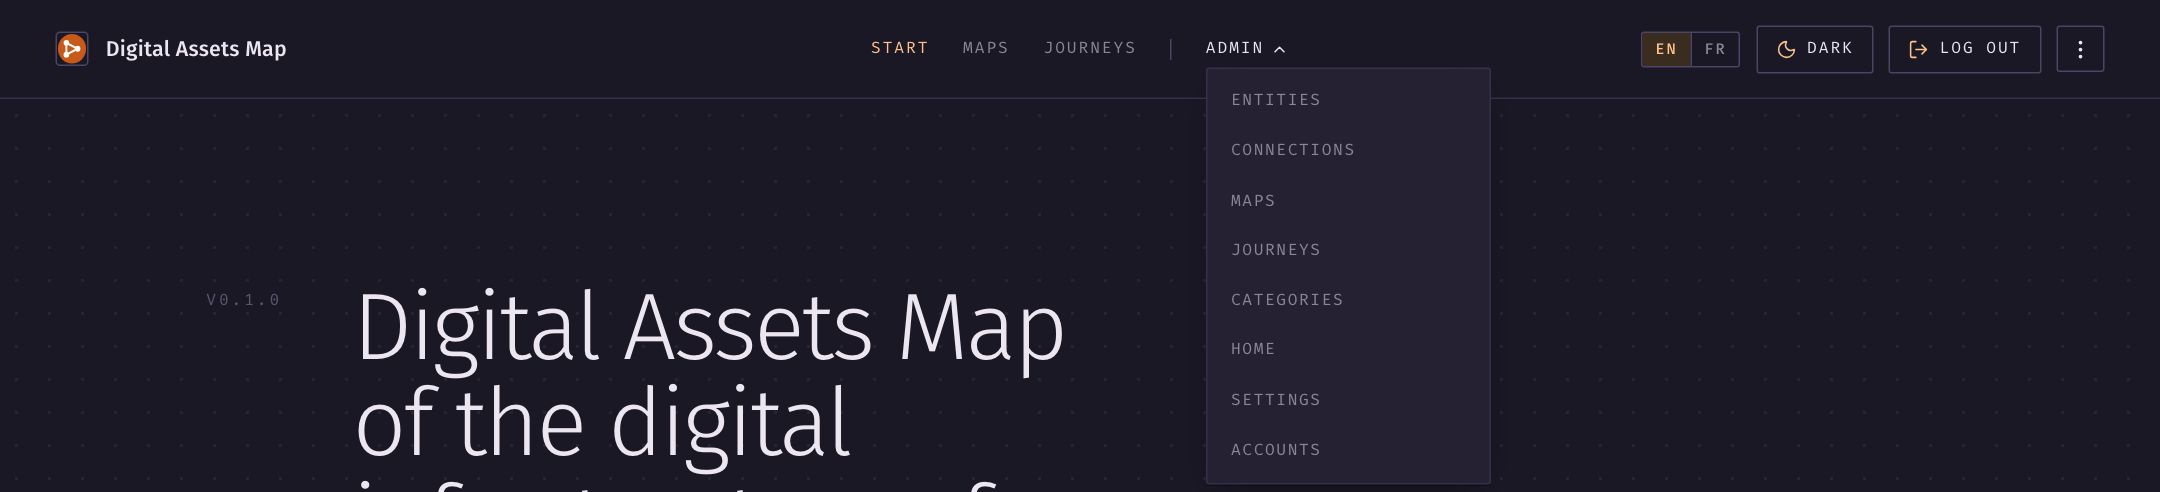 Digital Assets Map
START MAPS JOURNEYS | ADMIN
EN FR
DARK
LOG OUT
ENTITIES
CONNECTIONS
MAPS
JOURNEYS
CATEGORIES
HOME
SETTINGS
ACCOUNTS
V0.1.0
Digital Assets Map
of the digital